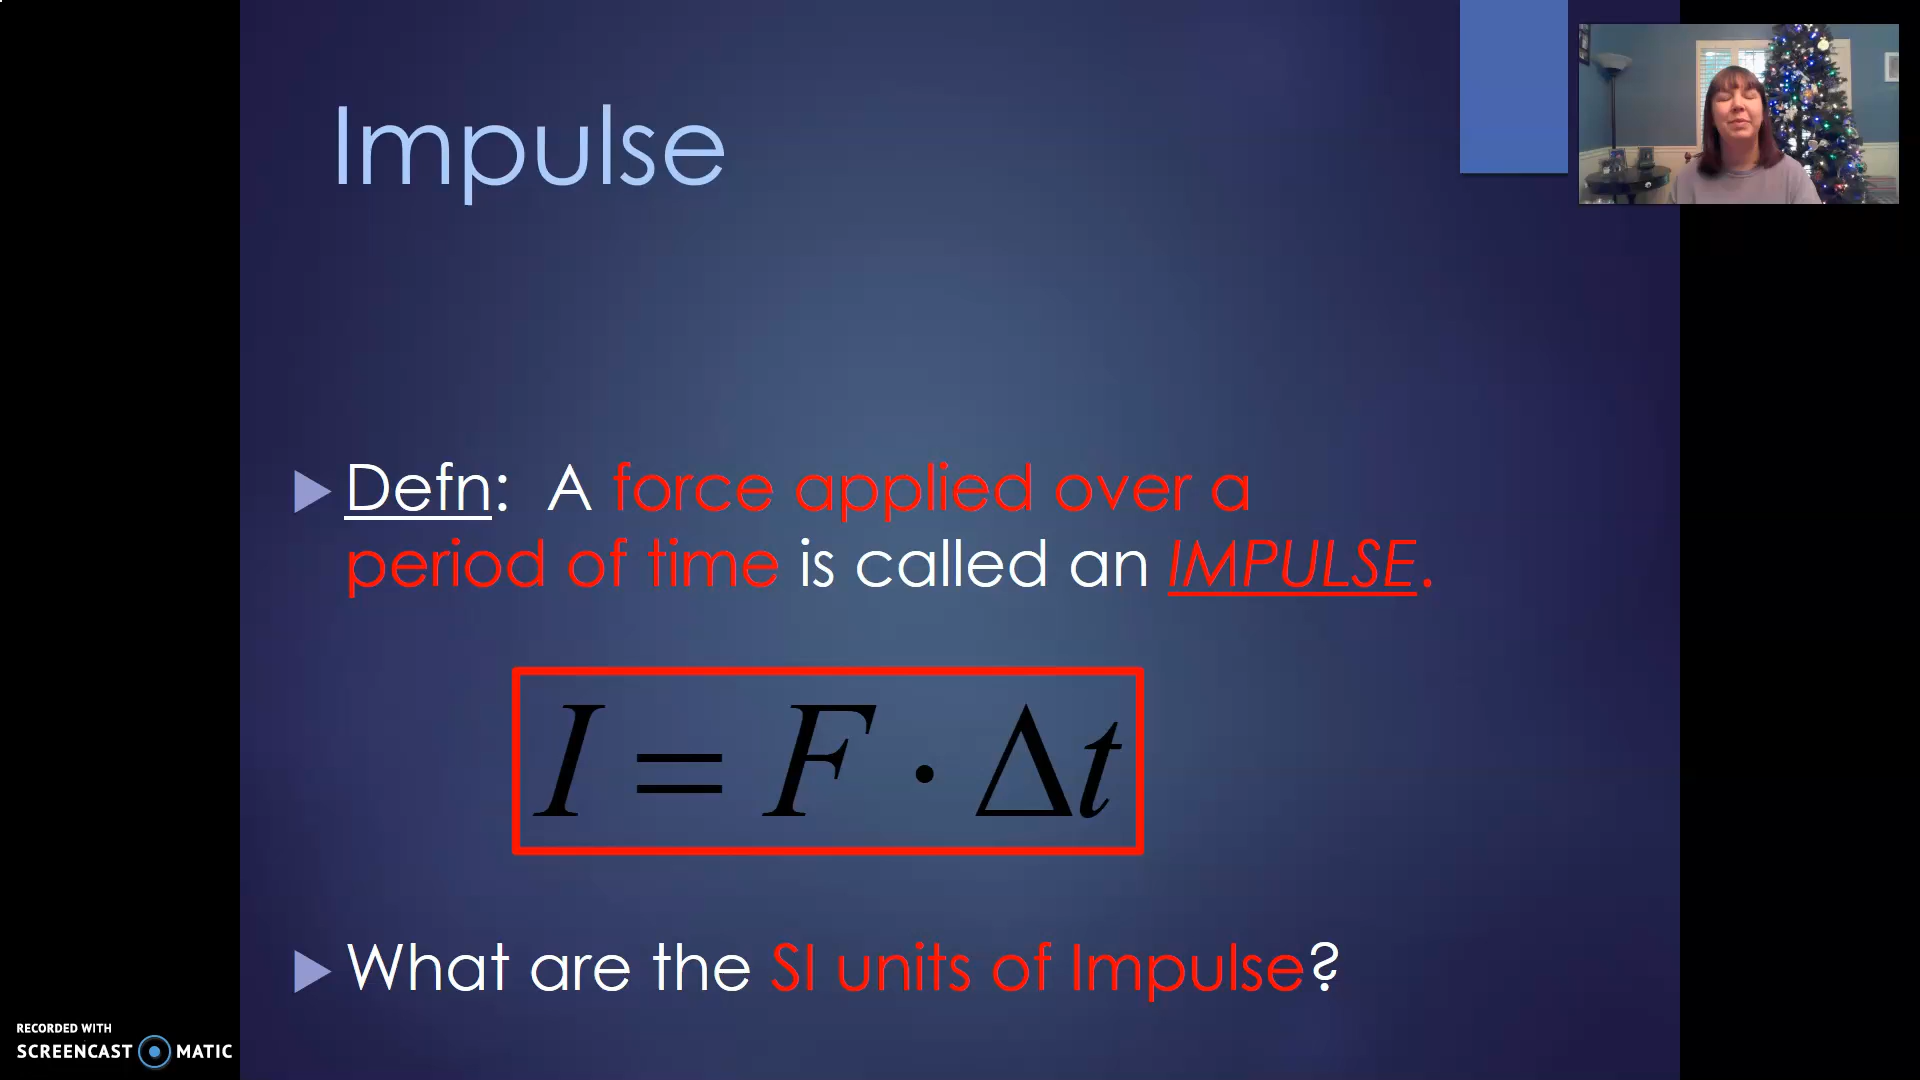 Impulse
Defn: A force applied over a
period of time is called an IMPULSE.
I = F · Δt
What are the SI units of Impulse?
RECORDED WITH
SCREENCAST MATIC